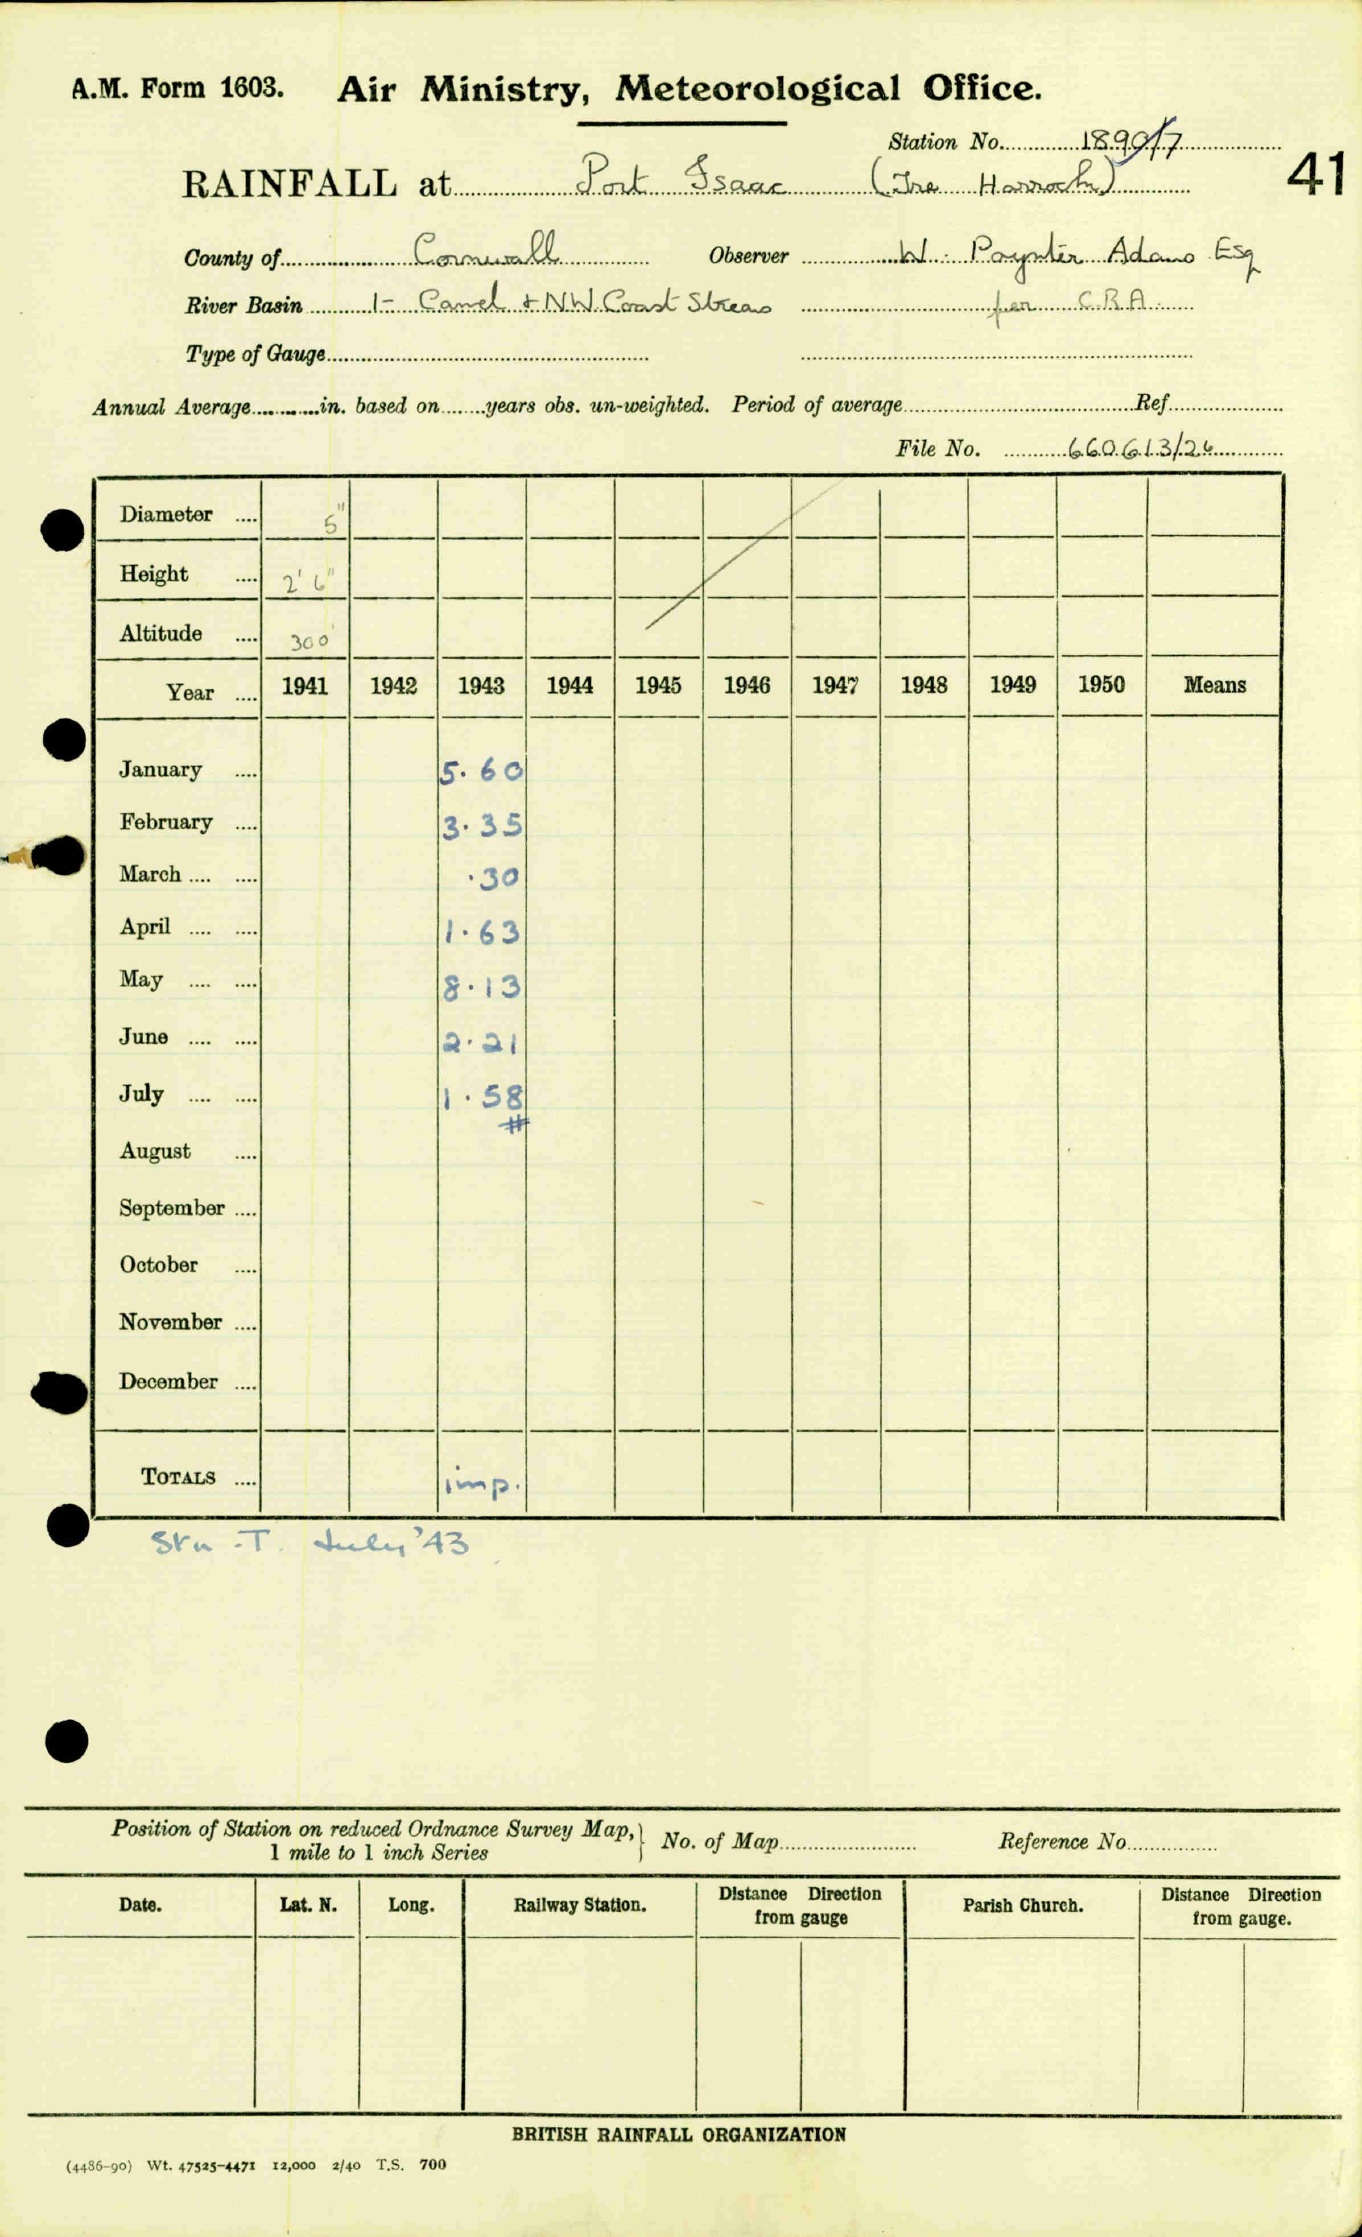 A.M. Form 1603. Air Ministry, Meteorological Office.
Station No. 1890/7
41
RAINFALL at Port Isaac (Tre Harrock)
County of Cornwall Observer W. Poynter Adams Esq
River Basin 1- Camel + NW. Coast Streams per C.R.A.
Type of Gauge
Annual Average in. based on years obs. un-weighted. Period of average Ref.
File No. 660613/26
Diameter 5"
Height 2' 6"
Altitude 300'
Year 1941 1942 1943 1944 1945 1946 1947 1948 1949 1950 Means
January 5.60
February 3.35
March .30
April 1.63
May 8.13
June 2.21
July 1.58
#
August
September
October
November
December
TOTALS imp.
Stn .T. July '43
Position of Station on reduced Ordnance Survey Map, } No. of Map Reference No.
1 mile to 1 inch Series
Date. Lat. N. Long. Railway Station. Distance Direction from gauge Parish Church. Distance Direction from gauge.
BRITISH RAINFALL ORGANIZATION
(4486-90) Wt. 47525-4471 12,000 2/40 T.S. 700